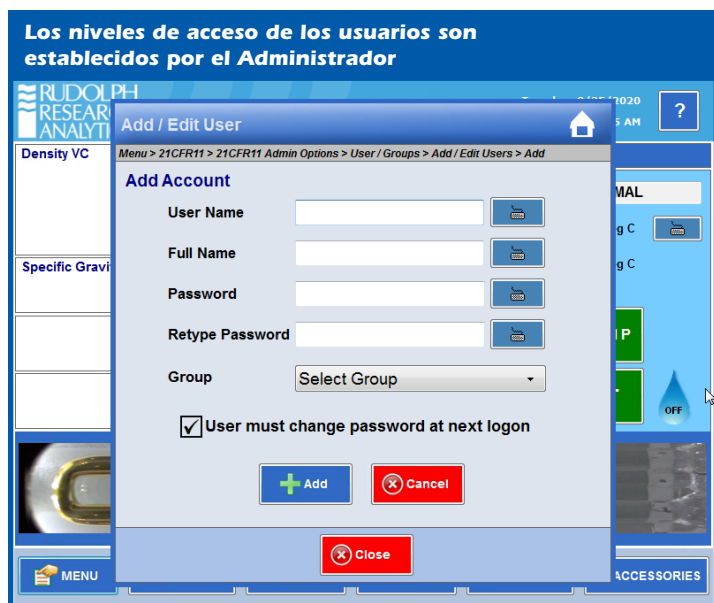 Los niveles de acceso de los usuarios son
establecidos por el Administrador
RUDOLPH
RESEAR
ANALYTI
2020
AM
?
Add / Edit User
Menu > 21CFR11 > 21CFR11 Admin Options > User / Groups > Add / Edit Users > Add
Density VC
Add Account
MAL
User Name
g C
Full Name
Specific Gravi
g C
Password
Retype Password
P
Group
Select Group
OFF
User must change password at next logon
Add
Cancel
Close
MENU
ACCESSORIES